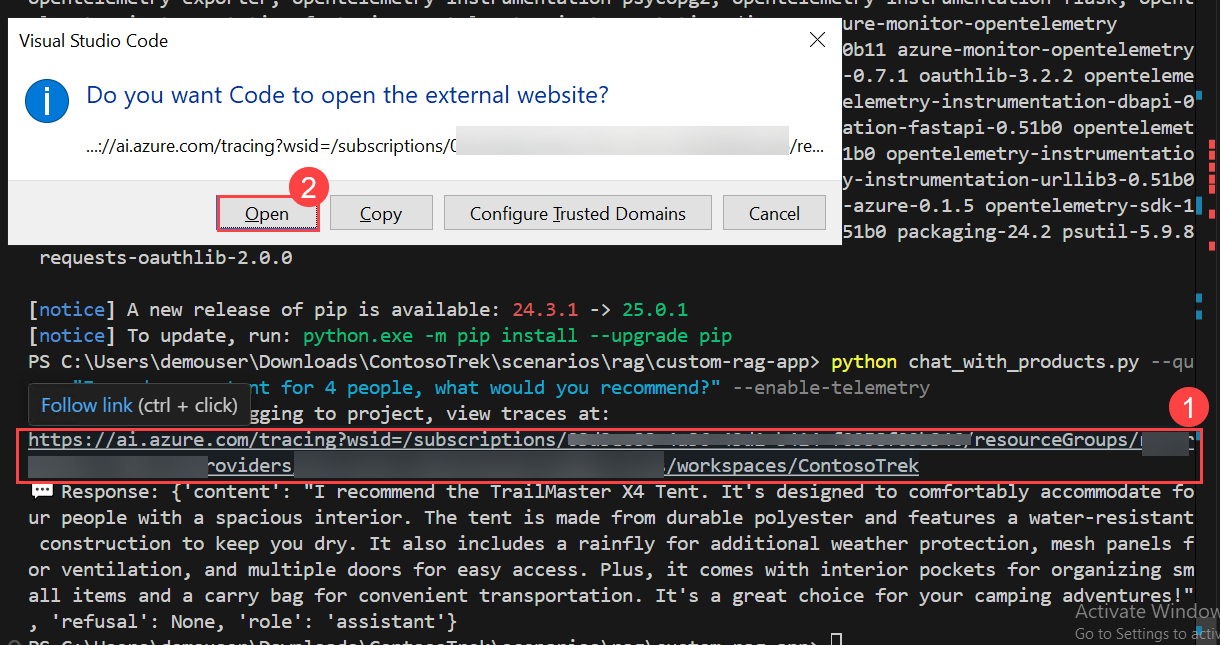 ure-monitor-opentelemetry
Visual Studio Code
0b11 azure-monitor-opentelemetry
-0.7.1 oauthlib-3.2.2 openteleme
Do you want Code to open the external website?
elemetry-instrumentation-dbapi-0
ation-fastapi-0.51b0 opentelemet
...://ai.azure.com/tracing?wsid=/subscriptions/0 /re...
1b0 opentelemetry-instrumentatio
y-instrumentation-urllib3-0.51b0
2
Open Copy Configure Trusted Domains Cancel
-azure-0.1.5 opentelemetry-sdk-1
51b0 packaging-24.2 psutil-5.9.8
requests-oauthlib-2.0.0
[notice] A new release of pip is available: 24.3.1 -> 25.0.1
[notice] To update, run: python.exe -m pip install --upgrade pip
PS C:\Users\demouser\Downloads\ContosoTrek\scenarios\rag\custom-rag-app> python chat_with_products.py --qu
nt for 4 people, what would you recommend?" --enable-telemetry
Follow link (ctrl + click)
gging to project, view traces at:
1
https://ai.azure.com/tracing?wsid=/subscriptions/ /resourceGroups/
roviders /workspaces/ContosoTrek
💬 Response: {'content': "I recommend the TrailMaster X4 Tent. It's designed to comfortably accommodate fo
ur people with a spacious interior. The tent is made from durable polyester and features a water-resistant
construction to keep you dry. It also includes a rainfly for additional weather protection, mesh panels f
or ventilation, and multiple doors for easy access. Plus, it comes with interior pockets for organizing sm
all items and a carry bag for convenient transportation. It's a great choice for your camping adventures!"
, 'refusal': None, 'role': 'assistant'}
Activate Window
Go to Settings to activ